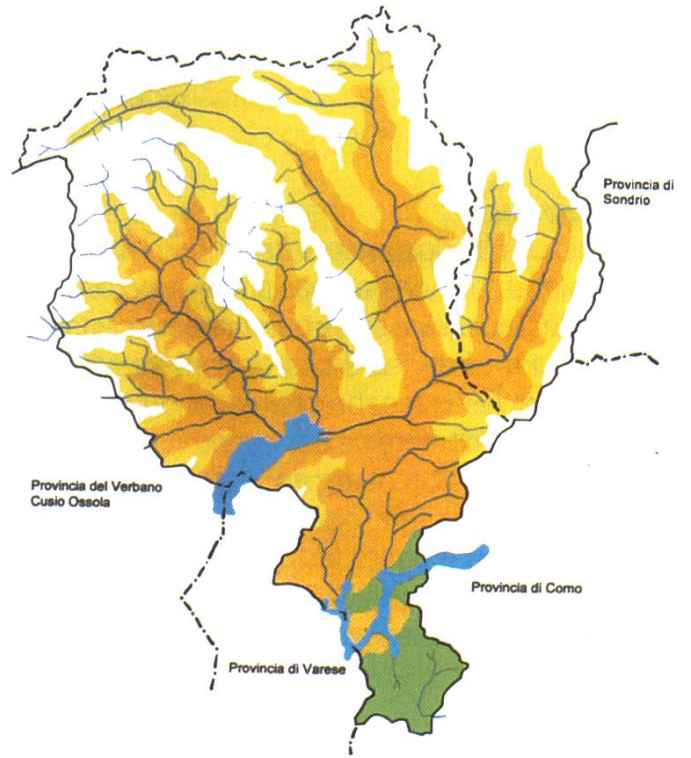 Provincia di
Sondrio
Provincia del Verbano
Cusio Ossola
Provincia di Como
Provincia di Varese